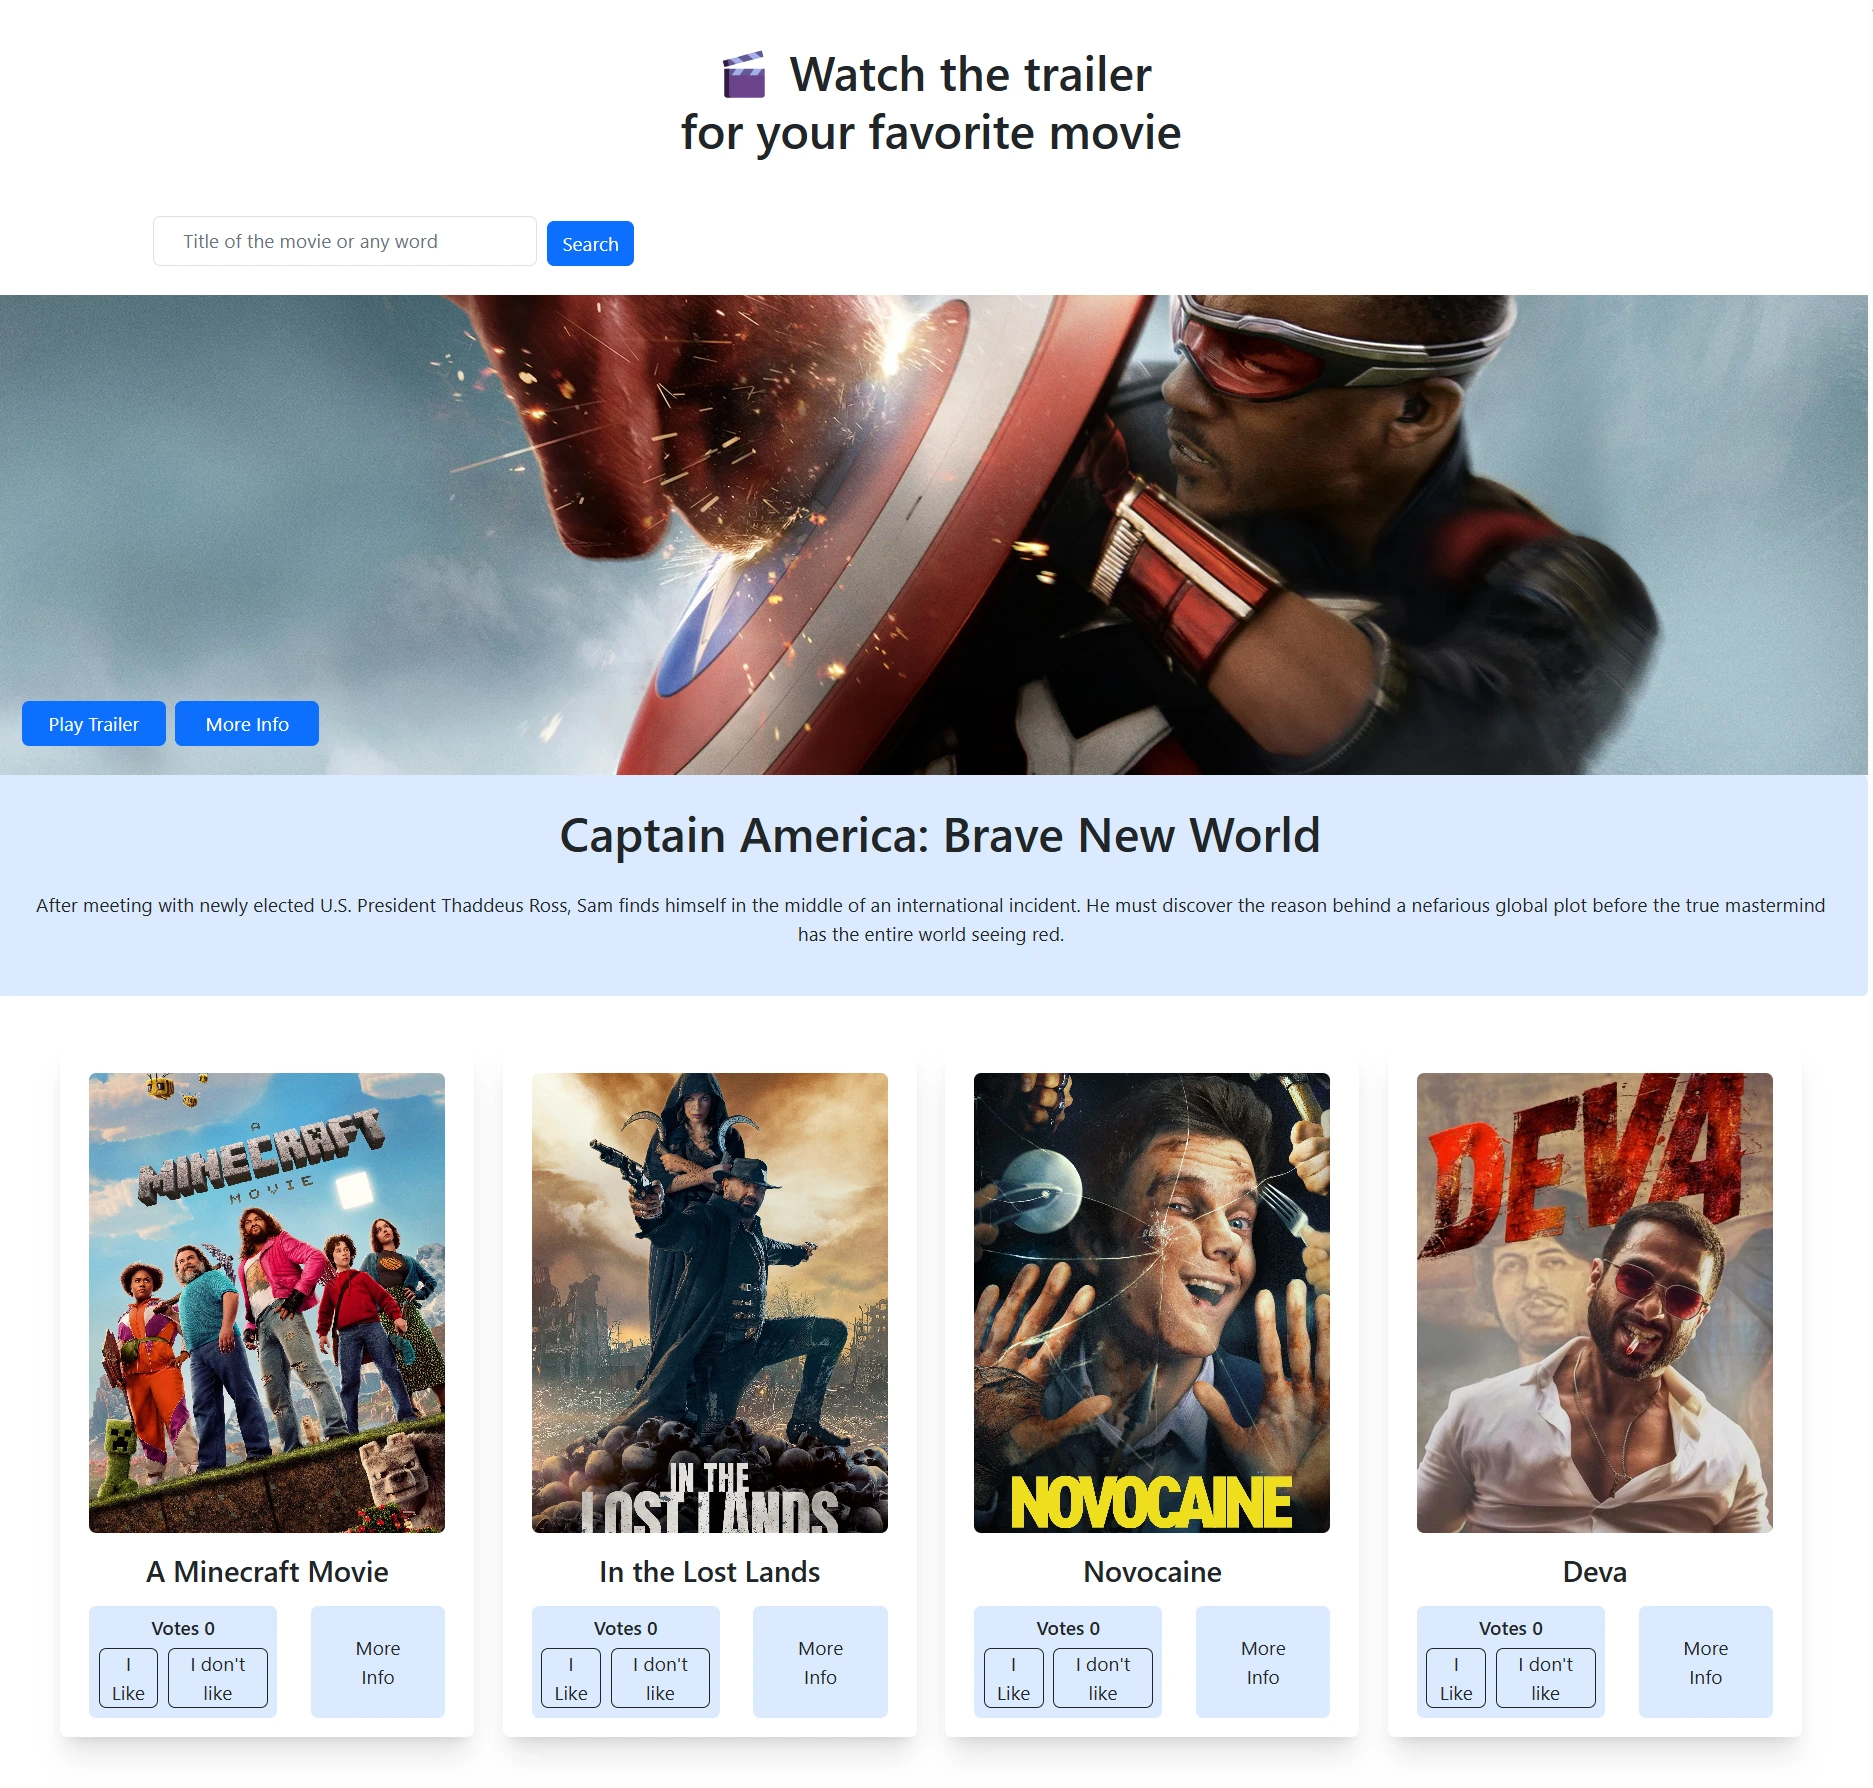 Watch the trailer
for your favorite movie
Title of the movie or any word
Search
Play Trailer
More Info
Captain America: Brave New World
After meeting with newly elected U.S. President Thaddeus Ross, Sam finds himself in the middle of an international incident. He must discover the reason behind a nefarious global plot before the true mastermind
has the entire world seeing red.
A
MINECRAFT
MOVIE
IN THE
LOST LANDS
NOVOCAINE
DEVA
A Minecraft Movie
In the Lost Lands
Novocaine
Deva
Votes 0
I
Like
I don't
like
More
Info
Votes 0
I
Like
I don't
like
More
Info
Votes 0
I
Like
I don't
like
More
Info
Votes 0
I
Like
I don't
like
More
Info